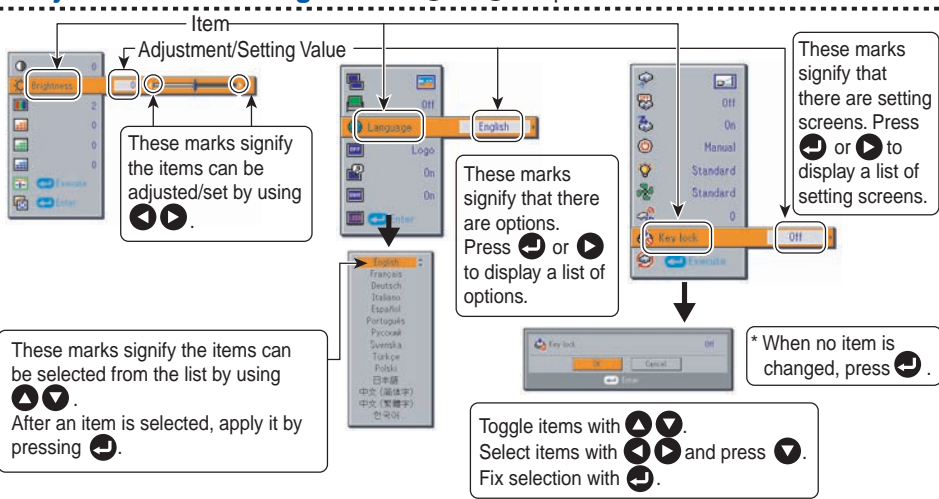 Item
Adjustment/Setting Value
0
Brightness 0
2
0
0
0
Execute
Enter
These marks signify
the items can be
adjusted/set by using
.
Off
Language English
Logo
On
On
Enter
These marks
signify that there
are options.
Press or
to display a list of
options.
Off
On
Manual
Standard
Standard
0
Key lock Off
Execute
These marks
signify that
there are setting
screens. Press
or to
display a list of
setting screens.
English
Français
Deutsch
Italiano
Español
Português
Русский
Svenska
Türkçe
Polski
日本語
中文 (简体字)
中文 (繁體字)
한국어
These marks signify the items can
be selected from the list by using
.
After an item is selected, apply it by
pressing .
Key lock Off
OK Cancel
Enter
* When no item is
changed, press .
Toggle items with .
Select items with and press .
Fix selection with .